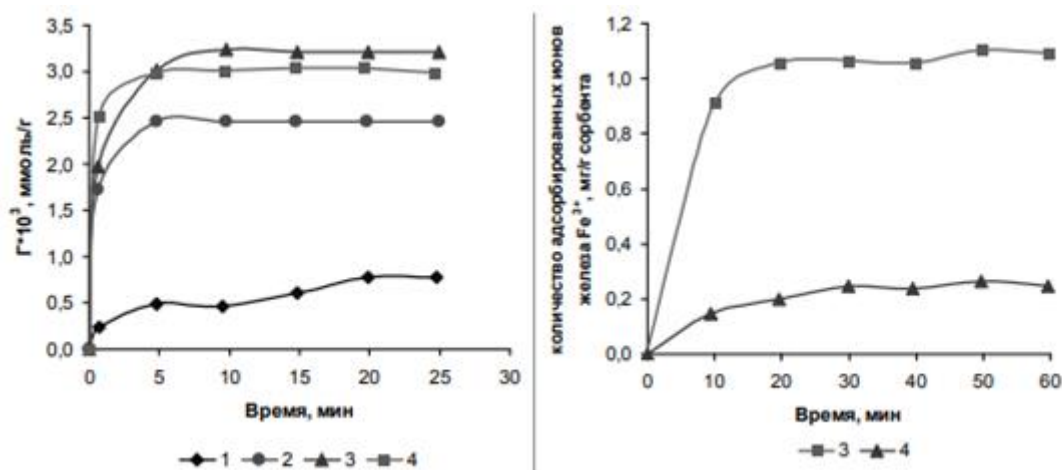 Г*10³, ммоль/г
3,5
3,0
2,5
2,0
1,5
1,0
0,5
0,0
0 5 10 15 20 25 30
Время, мин
1 2 3 4
количество адсорбированных ионов
железа Fe³⁺, мг/г сорбента
1,2
1,0
0,8
0,6
0,4
0,2
0,0
0 10 20 30 40 50 60
Время, мин
3 4